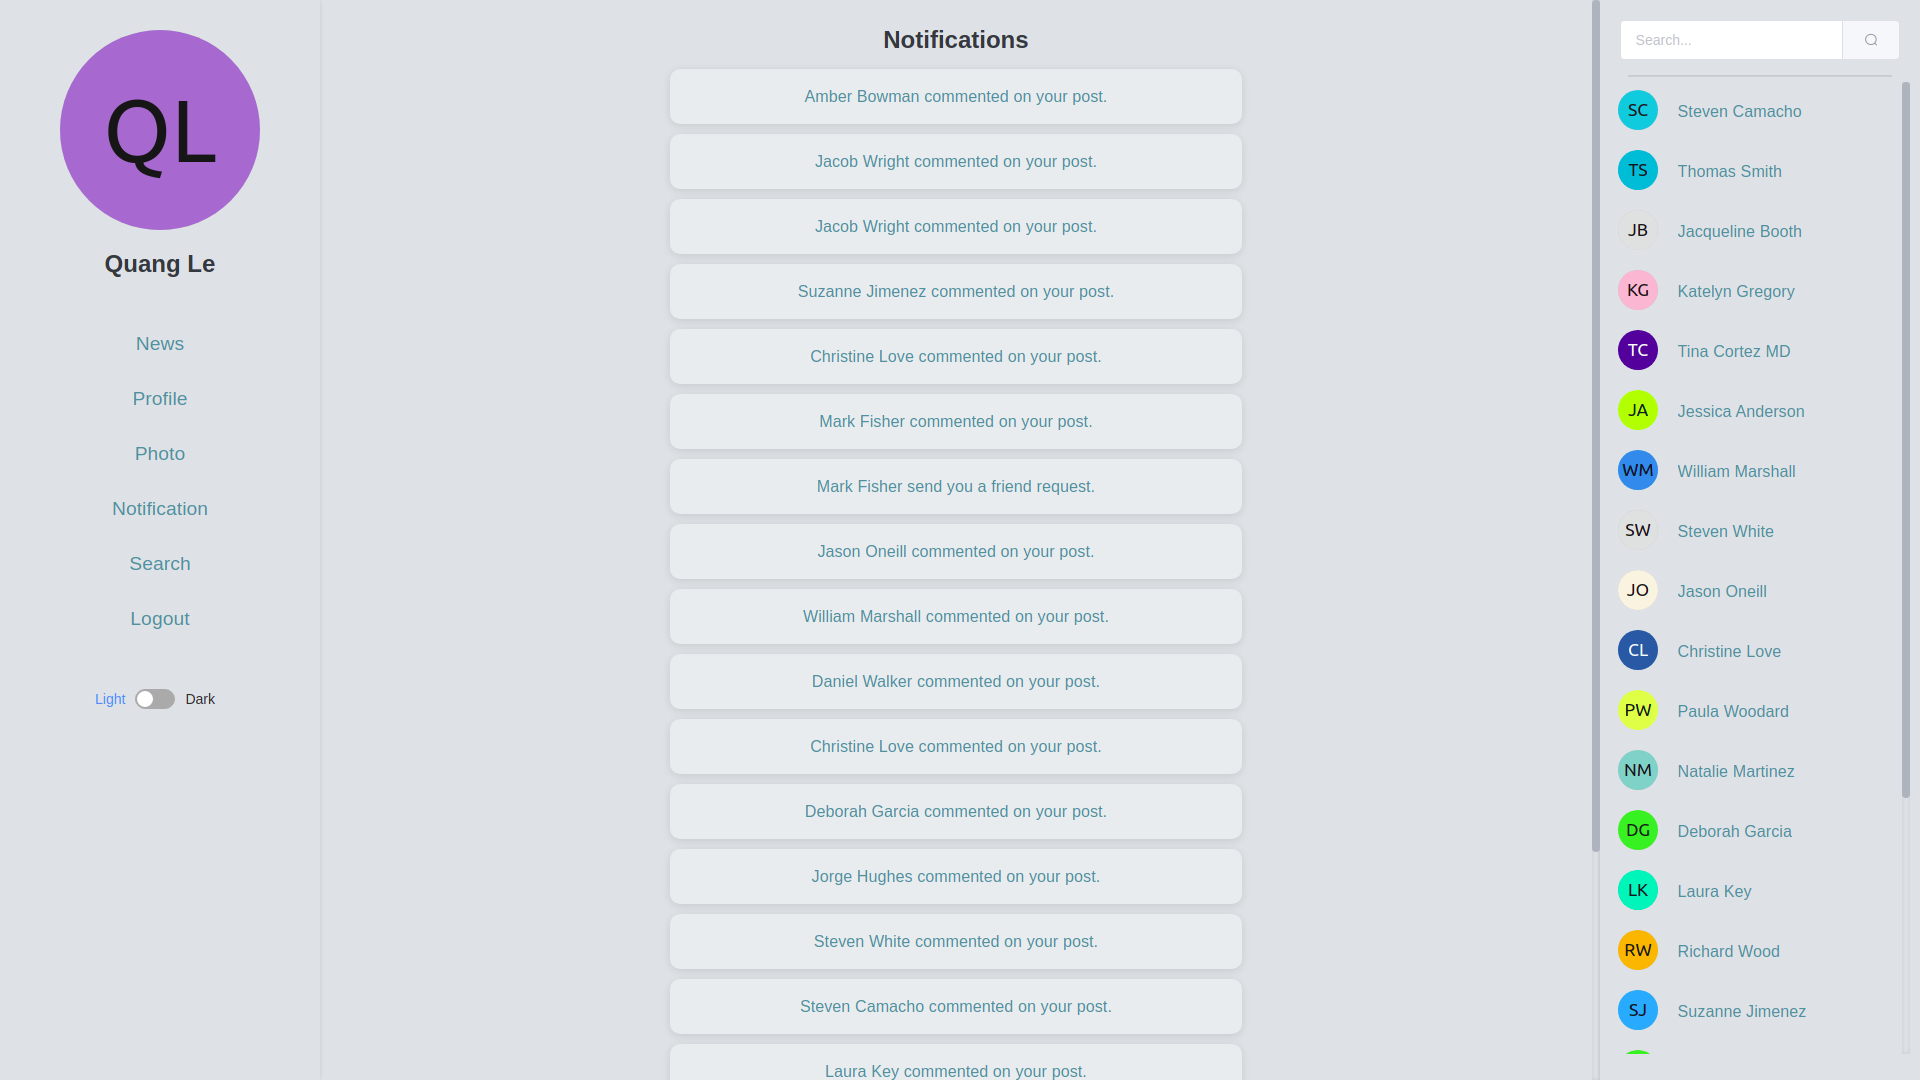 QL
Quang Le
News
Profile
Photo
Notification
Search
Logout
Light Dark
Notifications
Amber Bowman commented on your post.
Jacob Wright commented on your post.
Jacob Wright commented on your post.
Suzanne Jimenez commented on your post.
Christine Love commented on your post.
Mark Fisher commented on your post.
Mark Fisher send you a friend request.
Jason Oneill commented on your post.
William Marshall commented on your post.
Daniel Walker commented on your post.
Christine Love commented on your post.
Deborah Garcia commented on your post.
Jorge Hughes commented on your post.
Steven White commented on your post.
Steven Camacho commented on your post.
Laura Key commented on your post.
Search...
SC Steven Camacho
TS Thomas Smith
JB Jacqueline Booth
KG Katelyn Gregory
TC Tina Cortez MD
JA Jessica Anderson
WM William Marshall
SW Steven White
JO Jason Oneill
CL Christine Love
PW Paula Woodard
NM Natalie Martinez
DG Deborah Garcia
LK Laura Key
RW Richard Wood
SJ Suzanne Jimenez